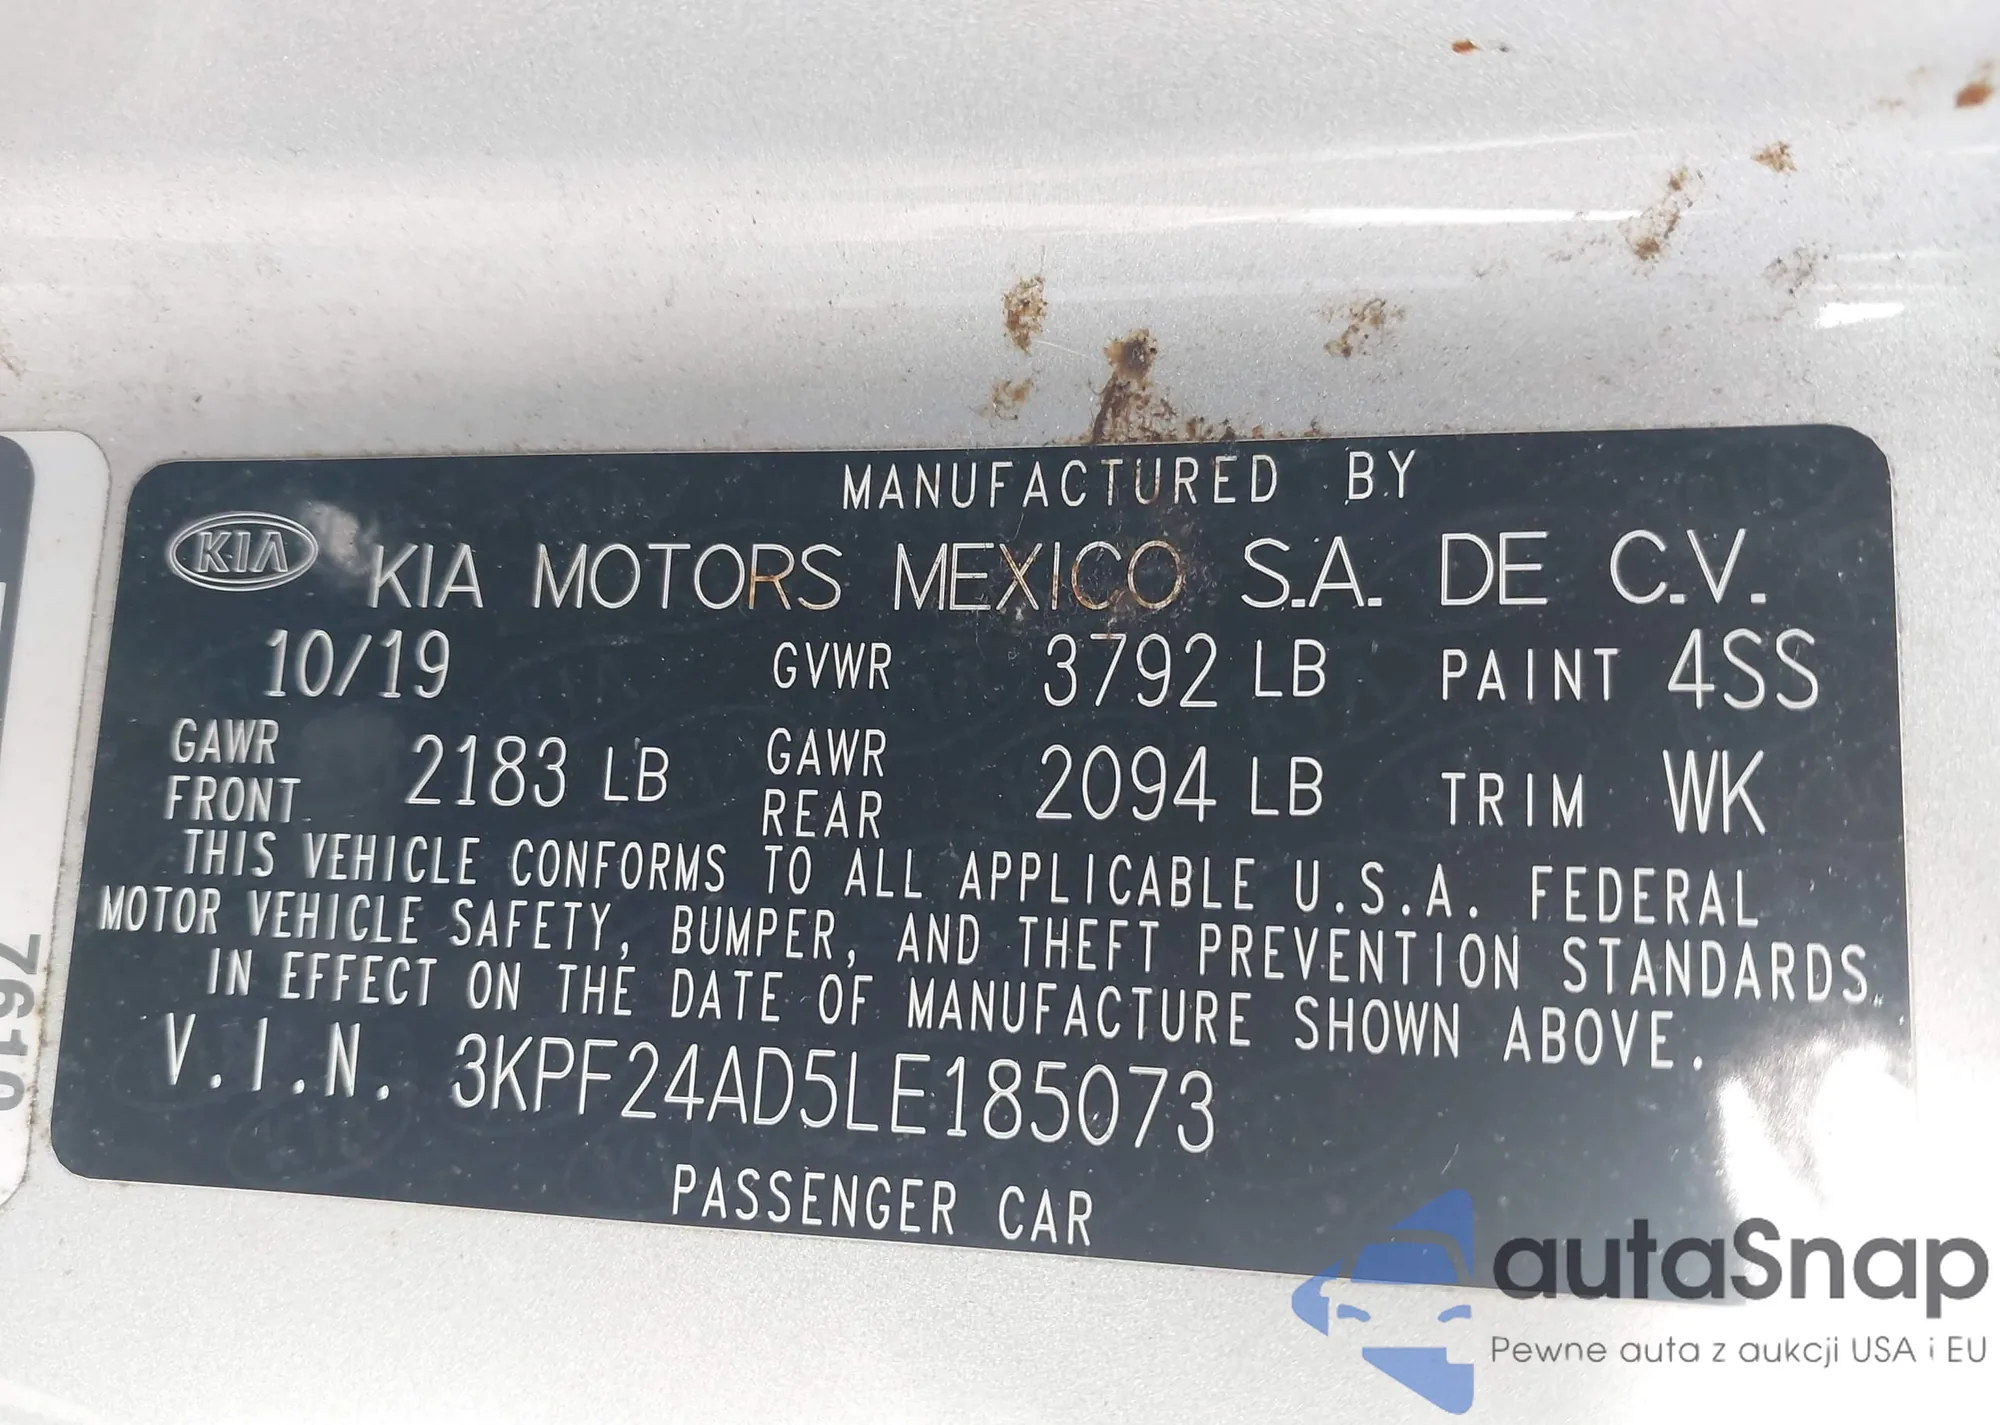 MANUFACTURED BY
KIA KIA MOTORS MEXICO S.A. DE C.V.
10/19 GVWR 3792 LB PAINT 4SS
GAWR FRONT 2183 LB GAWR REAR 2094 LB TRIM WK
THIS VEHICLE CONFORMS TO ALL APPLICABLE U.S.A. FEDERAL
MOTOR VEHICLE SAFETY, BUMPER, AND THEFT PREVENTION STANDARDS
IN EFFECT ON THE DATE OF MANUFACTURE SHOWN ABOVE.
V.I.N. 3KPF24AD5LE185073
PASSENGER CAR
7610
autaSnap
Pewne auta z aukcji USA i EU